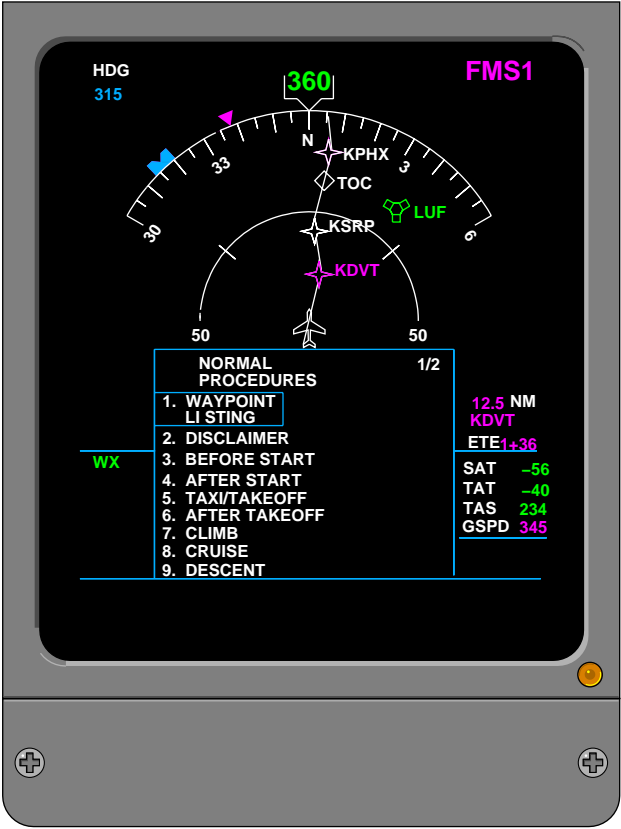 HDG
315
FMS1
360
N
33
3
30
6
KPHX
TOC
LUF
KSRP
KDVT
50
50
NORMAL 1/2
PROCEDURES
1. WAYPOINT
LI STING
2. DISCLAIMER
3. BEFORE START
4. AFTER START
5. TAXI/TAKEOFF
6. AFTER TAKEOFF
7. CLIMB
8. CRUISE
9. DESCENT
WX
12.5 NM
KDVT
ETE1+36
SAT –56
TAT –40
TAS 234
GSPD 345